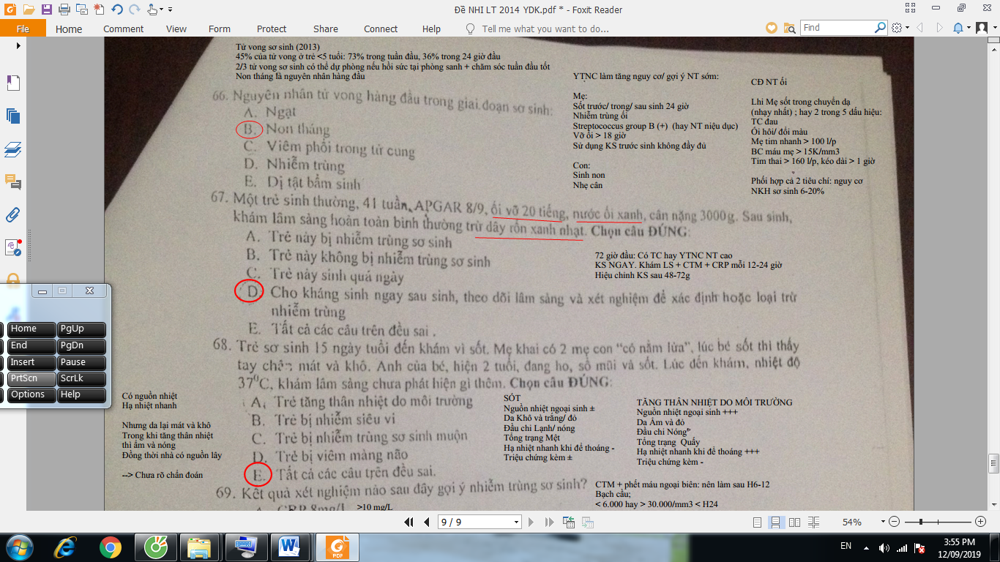 Đề NHI LT 2014 YDK.pdf * - Foxit Reader
File Home Comment View Form Protect Share Connect Help Tell me what you want to do... Find
Tử vong sơ sinh (2013)
45% của tử vong ở trẻ <5 tuổi: 73% trong tuần đầu, 36% trong 24 giờ đầu
2/3 tử vong sơ sinh có thể dự phòng nếu hồi sức tại phòng sanh + chăm sóc tuần đầu tốt
Non tháng là nguyên nhân hàng đầu
66. Nguyên nhân tử vong hàng đầu trong giai đoạn sơ sinh:
A. Ngạt
B. Non tháng
C. Viêm phổi trong tử cung
D. Nhiễm trùng
E. Dị tật bẩm sinh
YTNC làm tăng nguy cơ/ gợi ý NT sớm:
Mẹ:
Sốt trước/ trong/ sau sinh 24 giờ
Nhiễm trùng ối
Streptococcus group B (+) (hay NT niệu dục)
Vỡ ối > 18 giờ
Sử dụng KS trước sinh không đầy đủ
Con:
Sinh non
Nhẹ cân
CĐ NT ối
Lhi Mẹ sốt trong chuyển dạ
(nhạy nhất) ; hay 2 trong 5 dấu hiệu:
TC đau
Ối hôi/ đổi màu
Mẹ tim nhanh > 100 l/p
BC máu mẹ > 15K/mm3
Tim thai > 160 l/p, kéo dài > 1 giờ
Phối hợp cả 2 tiêu chí: nguy cơ
NKH sơ sinh 6-20%
67. Một trẻ sinh thường, 41 tuần, APGAR 8/9, ối vỡ 20 tiếng, nước ối xanh, cân nặng 3000g. Sau sinh,
khám lâm sàng hoàn toàn bình thường trừ dây rốn xanh nhạt. Chọn câu ĐÚNG:
A. Trẻ này bị nhiễm trùng sơ sinh
B. Trẻ này không bị nhiễm trùng sơ sinh
C. Trẻ này sinh quá ngày
D. Cho kháng sinh ngay sau sinh, theo dõi lâm sàng và xét nghiệm để xác định hoặc loại trừ
nhiễm trùng
E. Tất cả các câu trên đều sai .
72 giờ đầu: Có TC hay YTNC NT cao
KS NGAY. Khám LS + CTM + CRP mỗi 12-24 giờ
Hiệu chỉnh KS sau 48-72g
68. Trẻ sơ sinh 15 ngày tuổi đến khám vì sốt. Mẹ khai có 2 mẹ con “có nằm lửa”, lúc bé sốt thì thấy
tay chân mát và khô. Anh của bé, hiện 2 tuổi, đang ho, sổ mũi và sốt. Lúc đến khám, nhiệt độ
37⁰C, khám lâm sàng chưa phát hiện gì thêm. Chọn câu ĐÚNG:
A. Trẻ tăng thân nhiệt do môi trường
B. Trẻ bị nhiễm siêu vi
C. Trẻ bị nhiễm trùng sơ sinh muộn
D. Trẻ bị viêm màng não
E. Tất cả các câu trên đều sai.
Có nguồn nhiệt
Hạ nhiệt nhanh
Nhưng da lại mát và khô
Trong khi tăng thân nhiệt
thì ẩm và nóng
Đồng thời nhà có nguồn lây
--> Chưa rõ chẩn đoán
SỐT
Nguồn nhiệt ngoại sinh ±
Da Khô và trắng/ đỏ
Đầu chi Lạnh/ nóng
Tổng trạng Mệt
Hạ nhiệt nhanh khi để thoáng -
Triệu chứng kèm ±
TĂNG THÂN NHIỆT DO MÔI TRƯỜNG
Nguồn nhiệt ngoại sinh +++
Da Ẩm và đỏ
Đầu chi Nóng
Tổng trạng Quấy
Hạ nhiệt nhanh khi để thoáng +++
Triệu chứng kèm -
69. Kết quả xét nghiệm nào sau đây gợi ý nhiễm trùng sơ sinh?
A. CRP 8mg/L >10 mg/L
CTM + phết máu ngoại biên: nên làm sau H6-12
Bạch cầu;
< 6.000 hay > 30.000/mm3 < H24
Home PgUp
End PgDn
Insert Pause
PrtScn ScrLk
Options Help
9 / 9 54%
PDF
EN 3:55 PM
12/09/2019